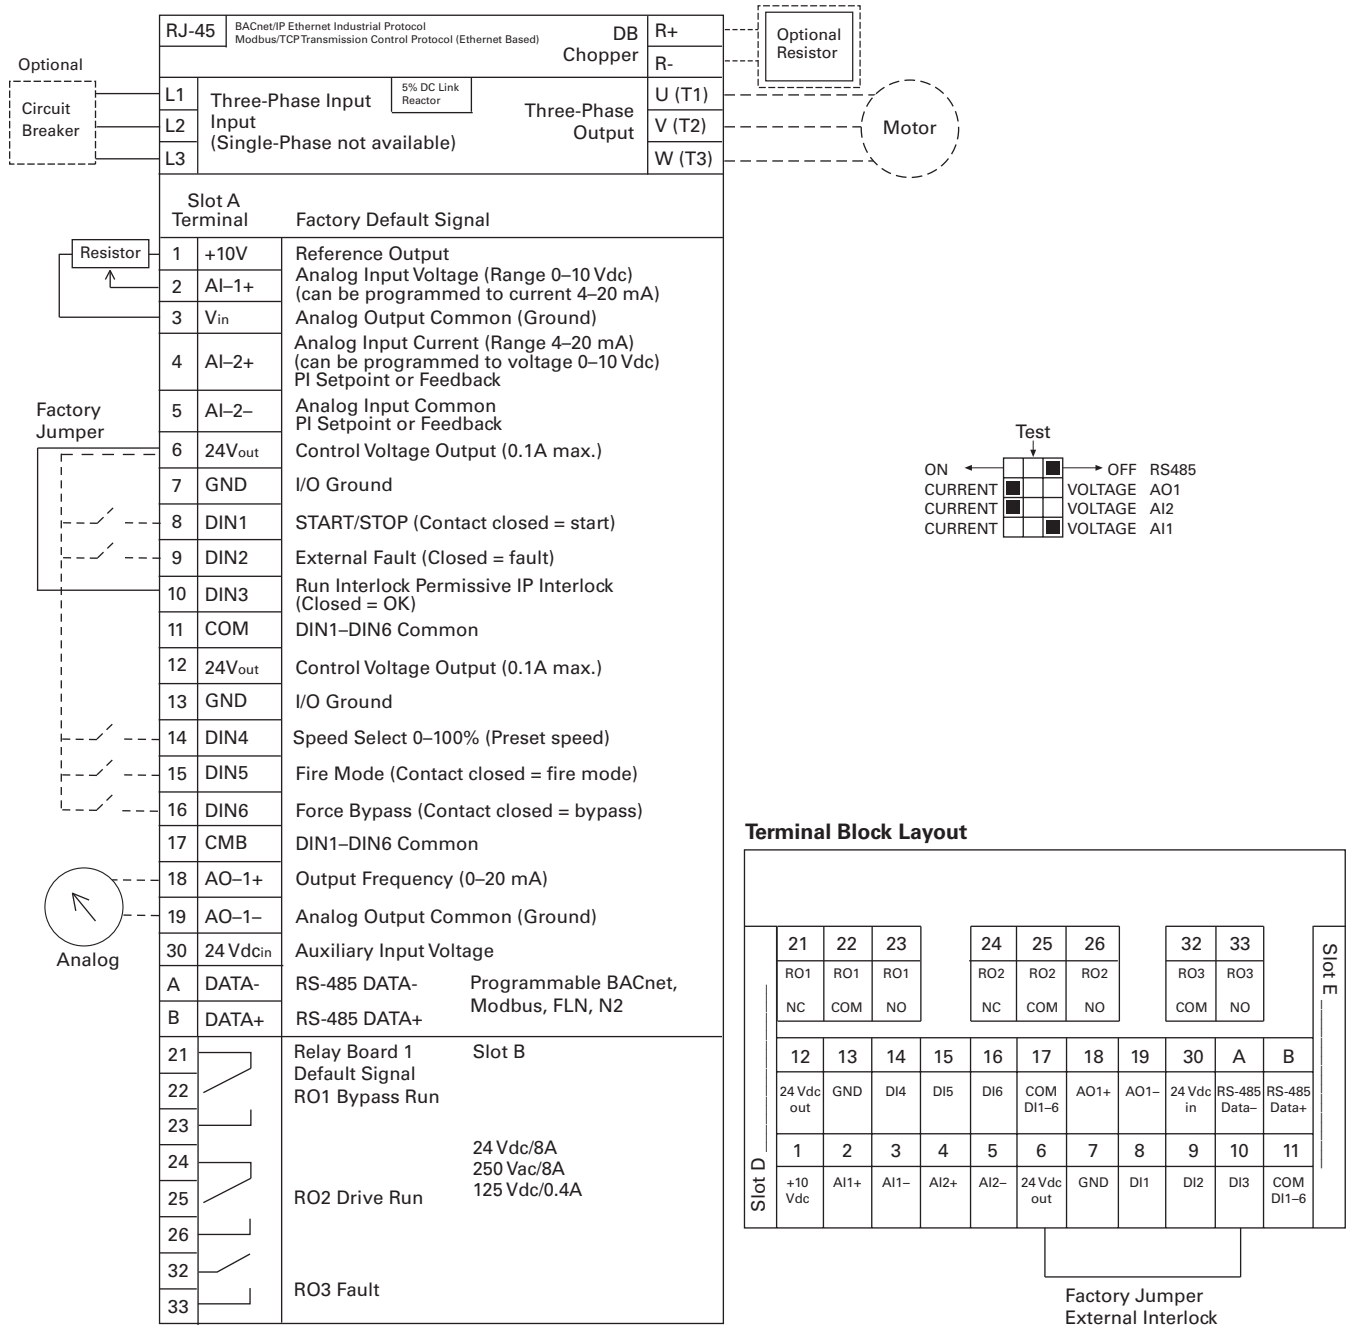 RJ-45
BACnet/IP Ethernet Industrial Protocol
Modbus/TCP Transmission Control Protocol (Ethernet Based)
DB
Chopper
R+
R-
Optional
Resistor
Optional
Circuit
Breaker
L1
L2
L3
Three-Phase Input
Input
(Single-Phase not available)
5% DC Link
Reactor
Three-Phase
Output
U (T1)
V (T2)
W (T3)
Motor
Slot A
Terminal
Factory Default Signal
Resistor
1 +10V Reference Output
2 AI–1+ Analog Input Voltage (Range 0–10 Vdc)
(can be programmed to current 4–20 mA)
3 Vin Analog Output Common (Ground)
4 AI–2+ Analog Input Current (Range 4–20 mA)
(can be programmed to voltage 0–10 Vdc)
PI Setpoint or Feedback
5 AI–2– Analog Input Common
PI Setpoint or Feedback
Factory
Jumper
6 24Vout Control Voltage Output (0.1A max.)
7 GND I/O Ground
8 DIN1 START/STOP (Contact closed = start)
9 DIN2 External Fault (Closed = fault)
10 DIN3 Run Interlock Permissive IP Interlock
(Closed = OK)
11 COM DIN1–DIN6 Common
12 24Vout Control Voltage Output (0.1A max.)
13 GND I/O Ground
14 DIN4 Speed Select 0–100% (Preset speed)
15 DIN5 Fire Mode (Contact closed = fire mode)
16 DIN6 Force Bypass (Contact closed = bypass)
17 CMB DIN1–DIN6 Common
18 AO–1+ Output Frequency (0–20 mA)
19 AO–1– Analog Output Common (Ground)
Analog
30 24 Vdcin Auxiliary Input Voltage
A DATA- RS-485 DATA-
B DATA+ RS-485 DATA+
Programmable BACnet,
Modbus, FLN, N2
21
22
23
24
25
26
32
33
Relay Board 1
Default Signal
RO1 Bypass Run
Slot B
24 Vdc/8A
250 Vac/8A
125 Vdc/0.4A
RO2 Drive Run
RO3 Fault
Test
ON OFF RS485
CURRENT VOLTAGE AO1
CURRENT VOLTAGE AI2
CURRENT VOLTAGE AI1
Terminal Block Layout
Slot D
Slot E
21 22 23 24 25 26 32 33
RO1 RO1 RO1 RO2 RO2 RO2 RO3 RO3
NC COM NO NC COM NO COM NO
12 13 14 15 16 17 18 19 30 A B
24 Vdc GND DI4 DI5 DI6 COM AO1+ AO1– 24 Vdc RS-485 RS-485
out DI1–6 in Data– Data+
1 2 3 4 5 6 7 8 9 10 11
+10 AI1+ AI1– AI2+ AI2– 24 Vdc GND DI1 DI2 DI3 COM
Vdc out DI1–6
Factory Jumper
External Interlock